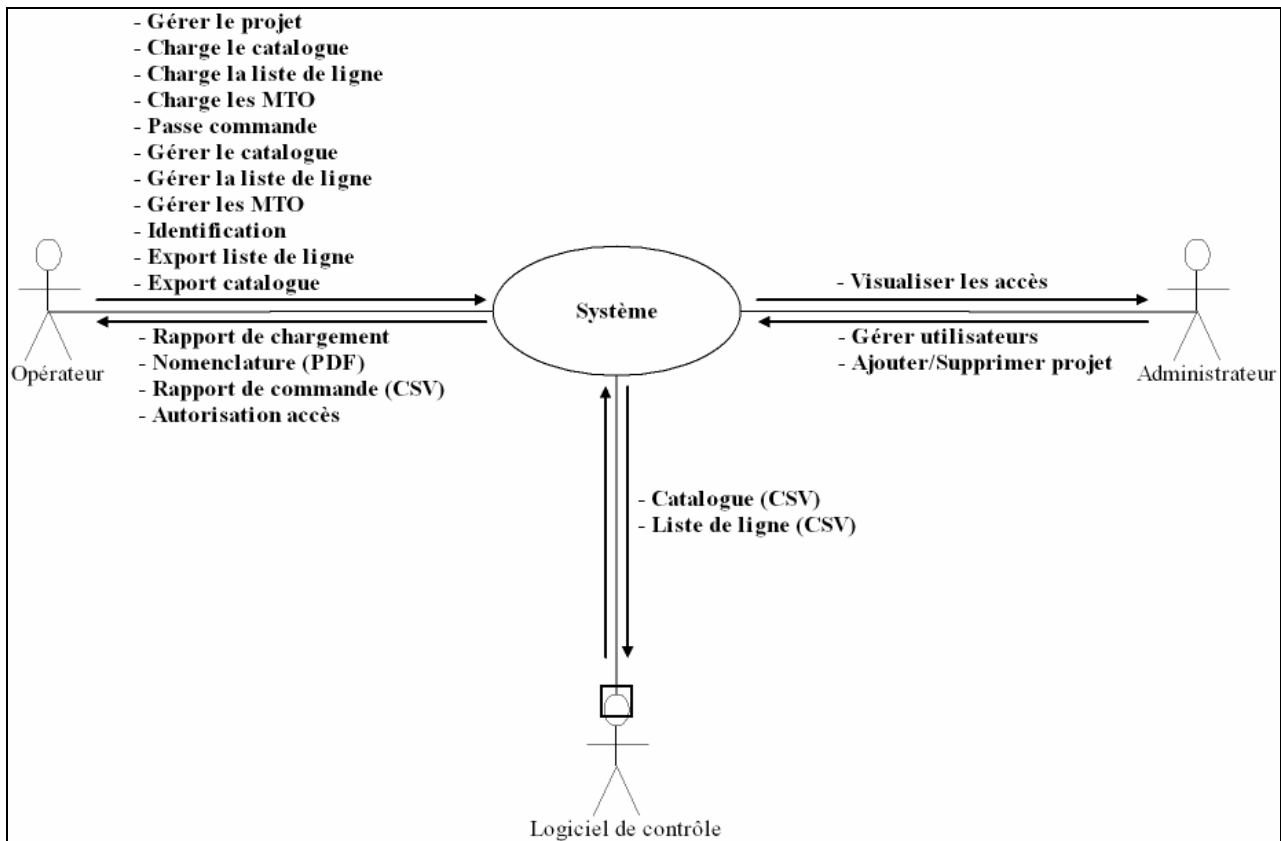 - Gérer le projet
- Charge le catalogue
- Charge la liste de ligne
- Charge les MTO
- Passe commande
- Gérer le catalogue
- Gérer la liste de ligne
- Gérer les MTO
- Identification
- Export liste de ligne
- Export catalogue
Opérateur
- Rapport de chargement
- Nomenclature (PDF)
- Rapport de commande (CSV)
- Autorisation accès
Système
- Visualiser les accès
- Gérer utilisateurs
- Ajouter/Supprimer projet
Administrateur
- Catalogue (CSV)
- Liste de ligne (CSV)
Logiciel de contrôle